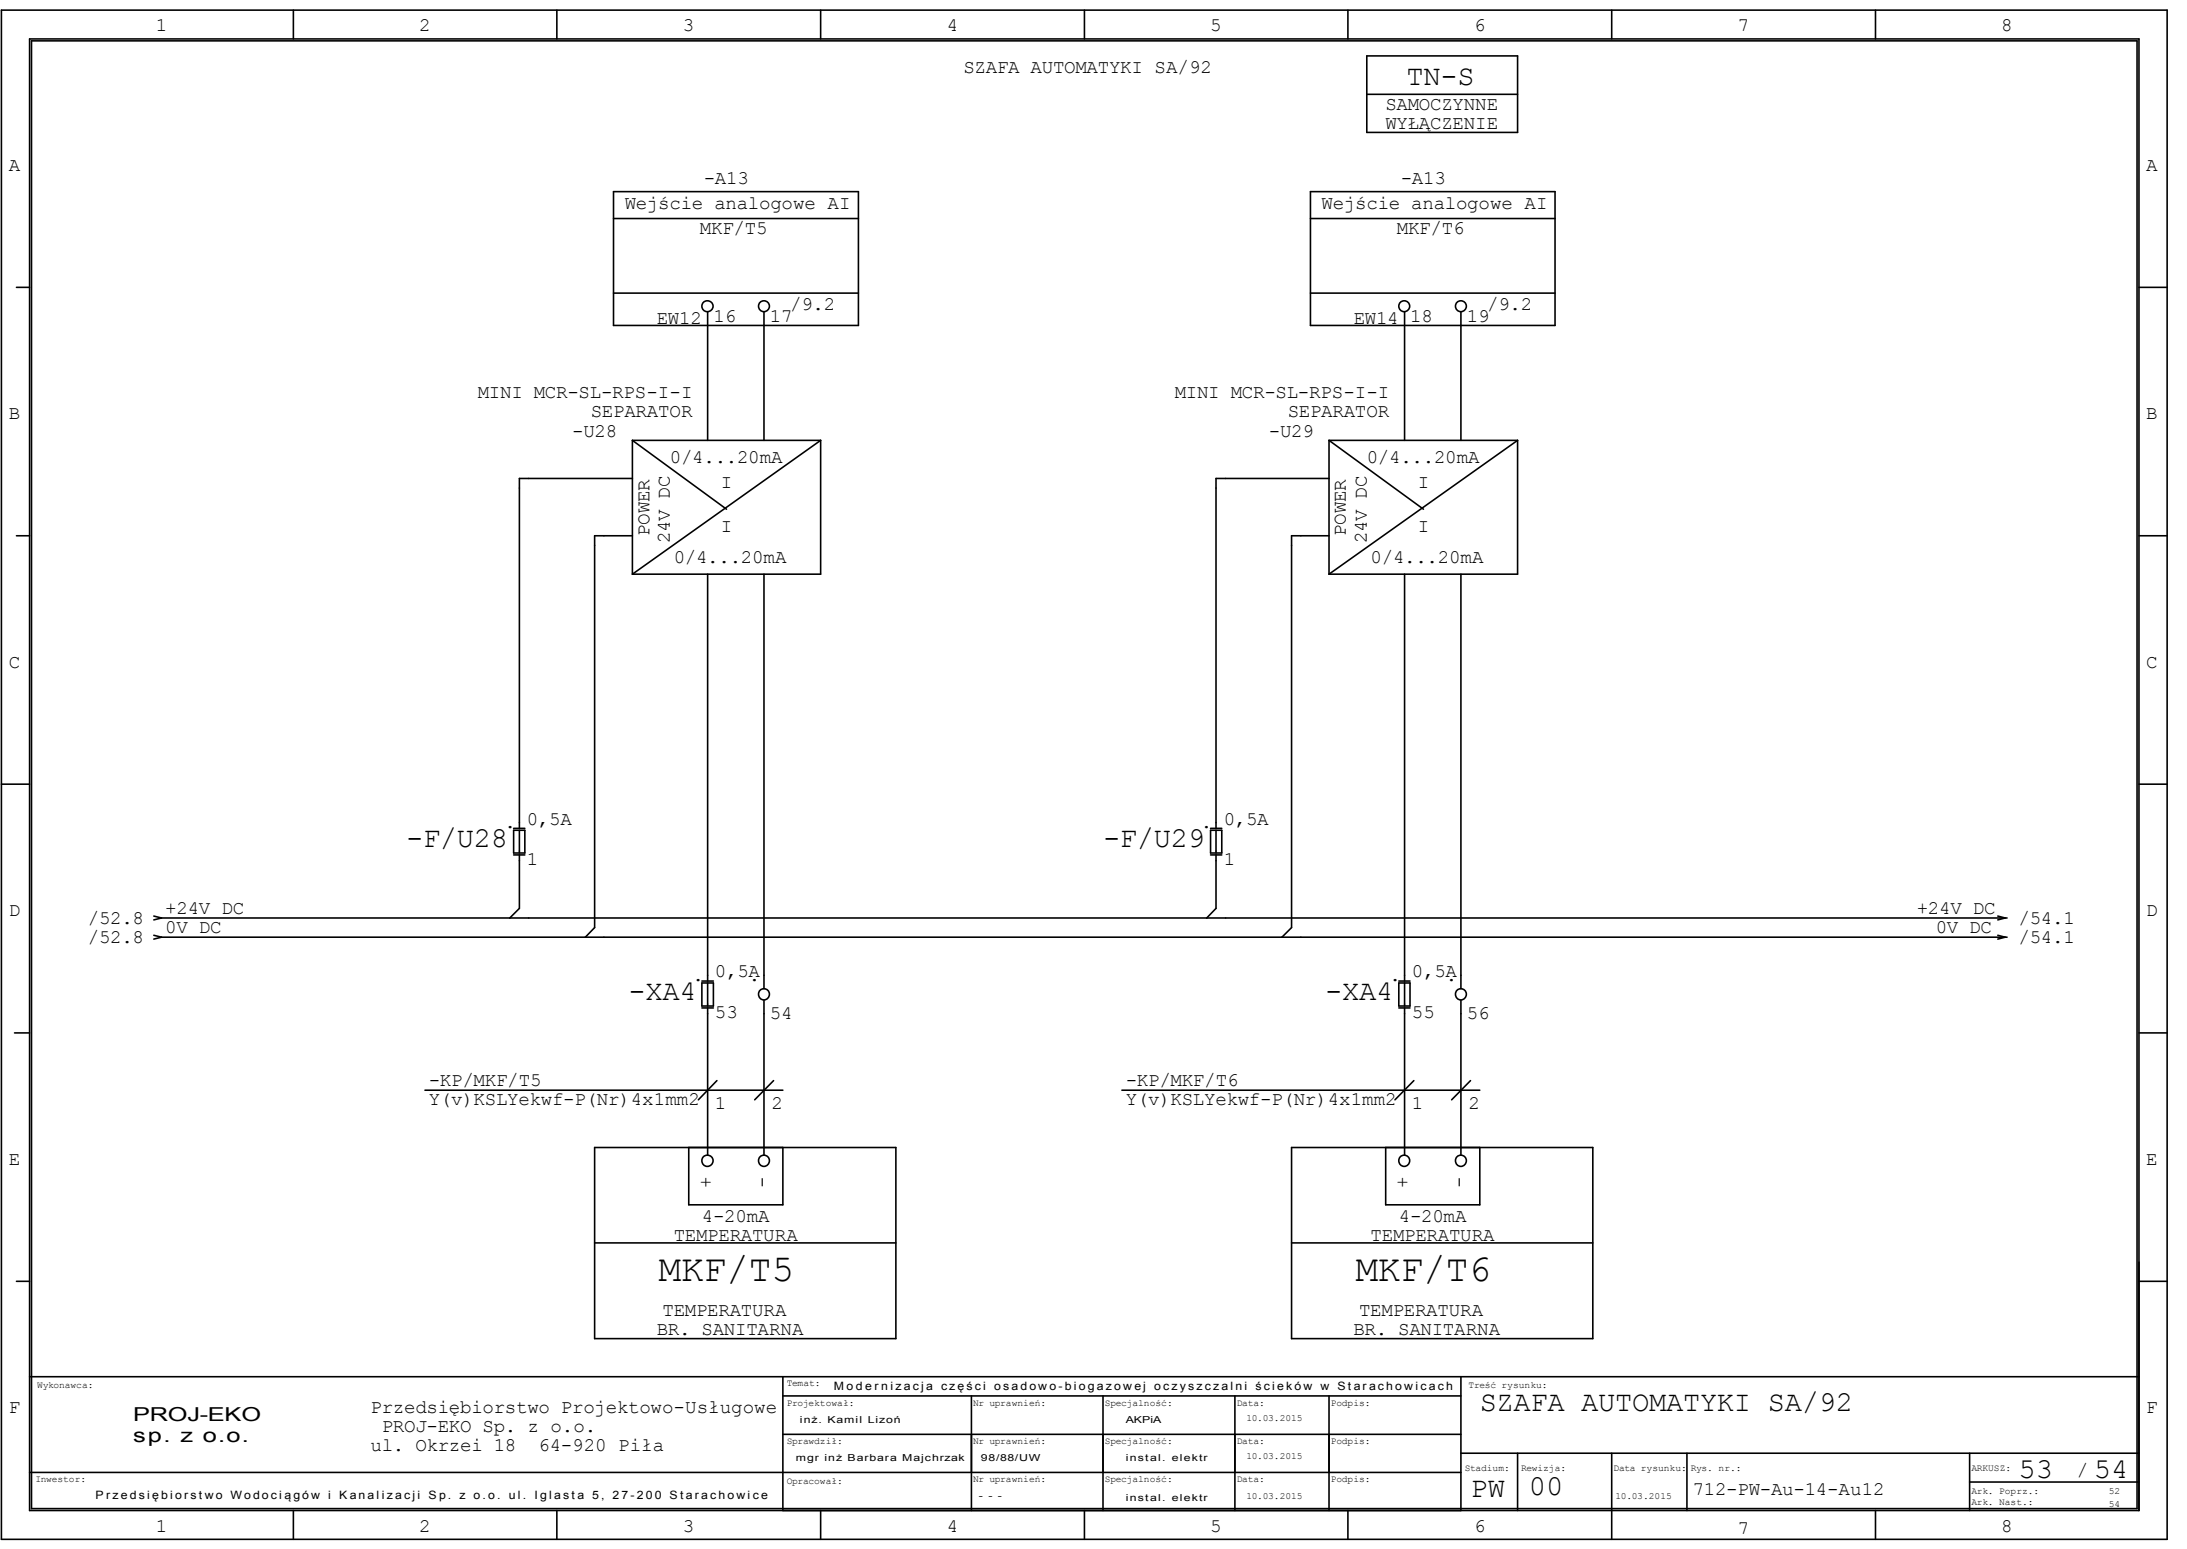 1 2 3 4 5 6 7 8
SZAFA AUTOMATYKI SA/92
TN-S
SAMOCZYNNE
WYŁĄCZENIE
A A
-A13
Wejście analogowe AI
MKF/T5
EW12 16 17 /9.2
-A13
Wejście analogowe AI
MKF/T6
EW14 18 19 /9.2
B B
MINI MCR-SL-RPS-I-I
SEPARATOR
-U28
0/4...20mA
I
POWER
24V DC
I
0/4...20mA
MINI MCR-SL-RPS-I-I
SEPARATOR
-U29
0/4...20mA
I
POWER
24V DC
I
0/4...20mA
C C
-F/U28 0,5A
1
-F/U29 0,5A
1
D D
/52.8 +24V DC
/52.8 0V DC
+24V DC /54.1
0V DC /54.1
-XA4 0,5A
53 54
-XA4 0,5A
55 56
-KP/MKF/T5
Y(v)KSLYekwf-P(Nr)4x1mm2 1 2
-KP/MKF/T6
Y(v)KSLYekwf-P(Nr)4x1mm2 1 2
E E
+ -
4-20mA
TEMPERATURA
MKF/T5
TEMPERATURA
BR. SANITARNA
+ -
4-20mA
TEMPERATURA
MKF/T6
TEMPERATURA
BR. SANITARNA
F F
Wykonawca:
PROJ-EKO
sp. z o.o.
Przedsiębiorstwo Projektowo-Usługowe
PROJ-EKO Sp. z o.o.
ul. Okrzei 18 64-920 Piła
Inwestor:
Przedsiębiorstwo Wodociągów i Kanalizacji Sp. z o.o. ul. Iglasta 5, 27-200 Starachowice
Temat: Modernizacja części osadowo-biogazowej oczyszczalni ścieków w Starachowicach
Projektował: Nr uprawnień: Specjalność: Data: Podpis:
inż. Kamil Lizoń AKPiA 10.03.2015
Sprawdził: Nr uprawnień: Specjalność: Data: Podpis:
mgr inż Barbara Majchrzak 98/88/UW instal. elektr 10.03.2015
Opracował: Nr uprawnień: Specjalność: Data: Podpis:
--- instal. elektr 10.03.2015
Treść rysunku:
SZAFA AUTOMATYKI SA/92
Stadium: Rewizja: Data rysunku: Rys. nr.:
PW 00 10.03.2015 712-PW-Au-14-Au12
ARKUSZ: 53 / 54
Ark. Poprz.: 52
Ark. Nast.: 54
1 2 3 4 5 6 7 8